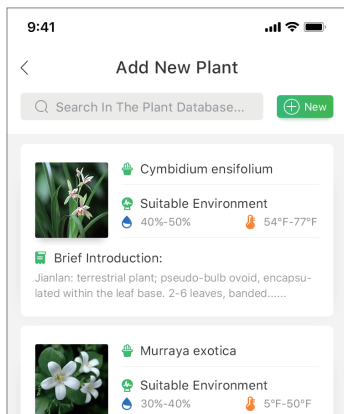 9:41
Add New Plant
Search In The Plant Database...
New
Cymbidium ensifolium
Suitable Environment
40%-50% 54°F-77°F
Brief Introduction:
Jianlan: terrestrial plant; pseudo-bulb ovoid, encapsu-
lated within the leaf base. 2-6 leaves, banded......
Murraya exotica
Suitable Environment
30%-40% 5°F-50°F